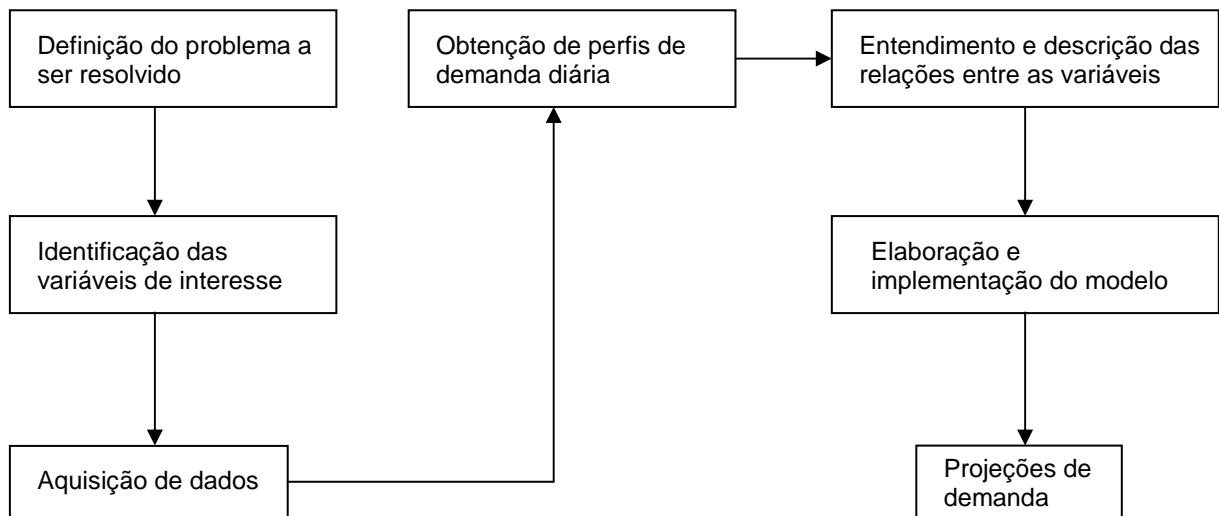 Definição do problema a
ser resolvido
Identificação das
variáveis de interesse
Aquisição de dados
Obtenção de perfis de
demanda diária
Entendimento e descrição das
relações entre as variáveis
Elaboração e
implementação do modelo
Projeções de
demanda